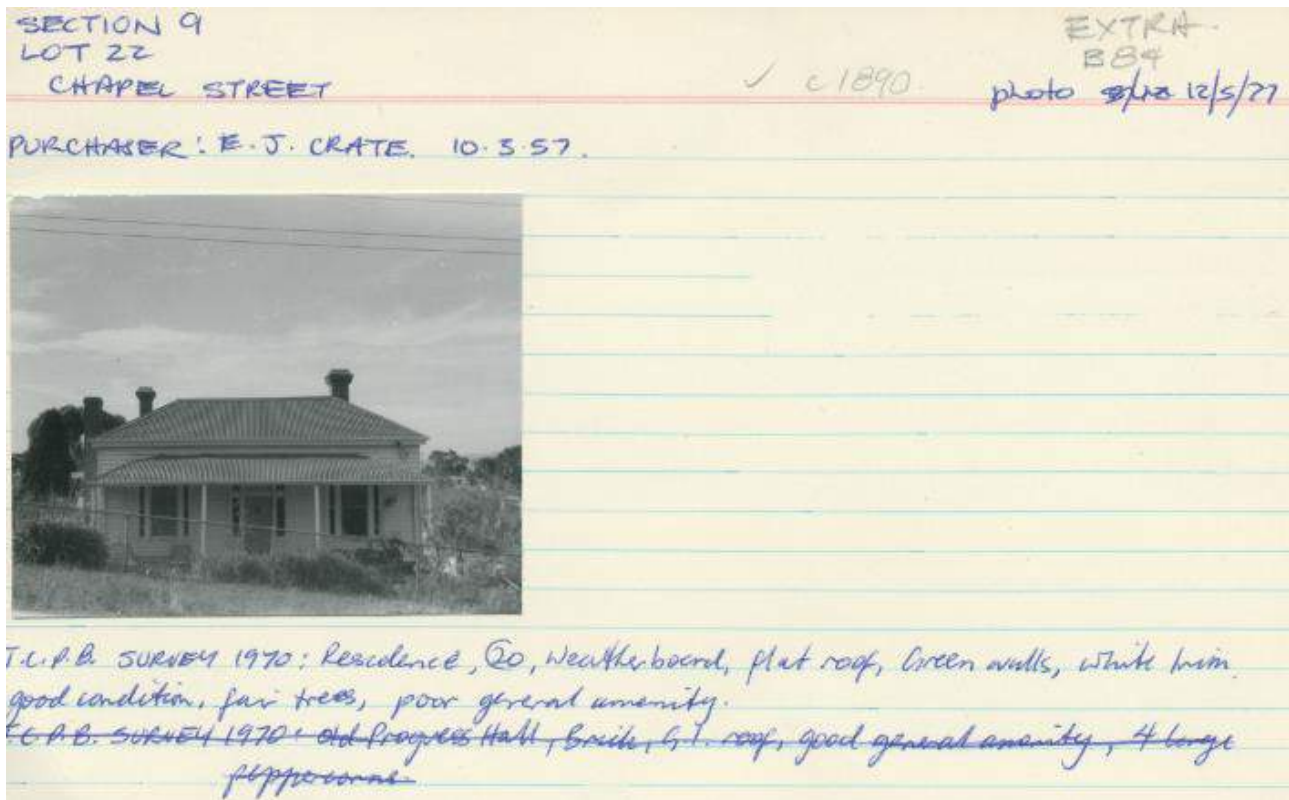 SECTION 9
LOT 22
CHAPEL STREET
✓ c1890.
EXTRA.
B84
photo 12/5/77
PURCHASER: E. J. CRATE. 10.3.57.
T.C.P.B. SURVEY 1970: Residence, 20, Weatherboard, flat roof, Green walls, white trim.
good condition, fair trees, poor general amenity.
T.C.P.B. SURVEY 1970: Old Progress Hall, Brick, G.I. roof, good general amenity, 4 large
peppercorns.